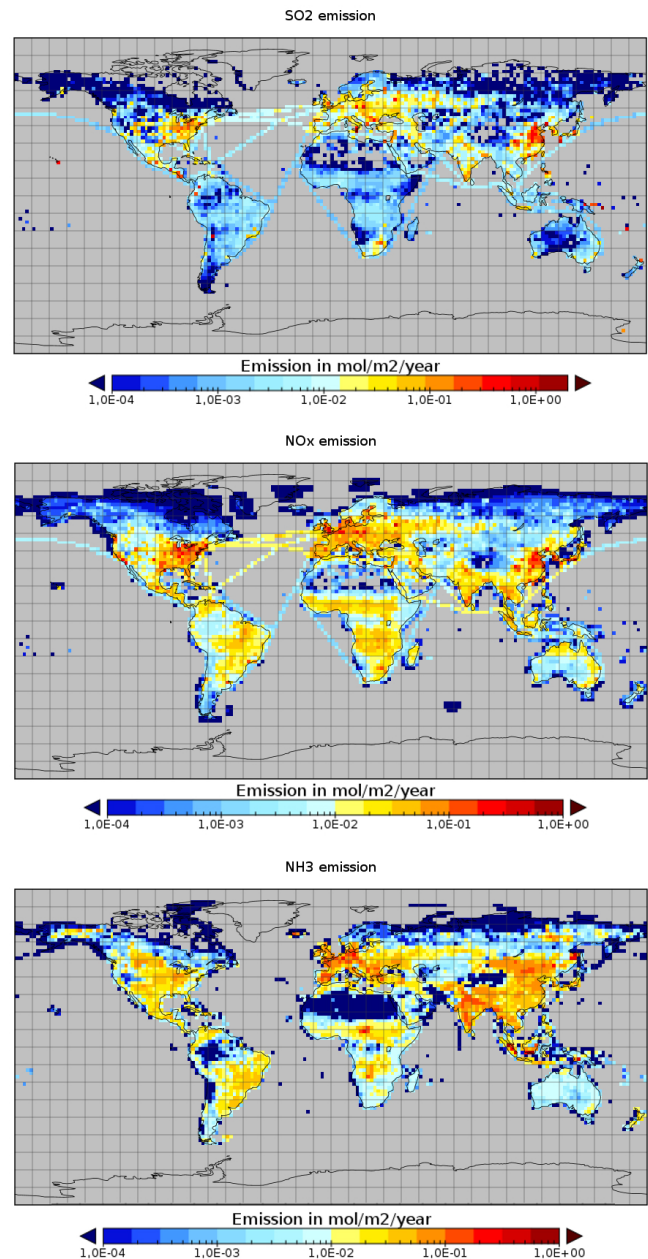 SO2 emission
Emission in mol/m2/year
1,0E-04 1,0E-03 1,0E-02 1,0E-01 1,0E+00
NOx emission
Emission in mol/m2/year
1,0E-04 1,0E-03 1,0E-02 1,0E-01 1,0E+00
NH3 emission
Emission in mol/m2/year
1,0E-04 1,0E-03 1,0E-02 1,0E-01 1,0E+00